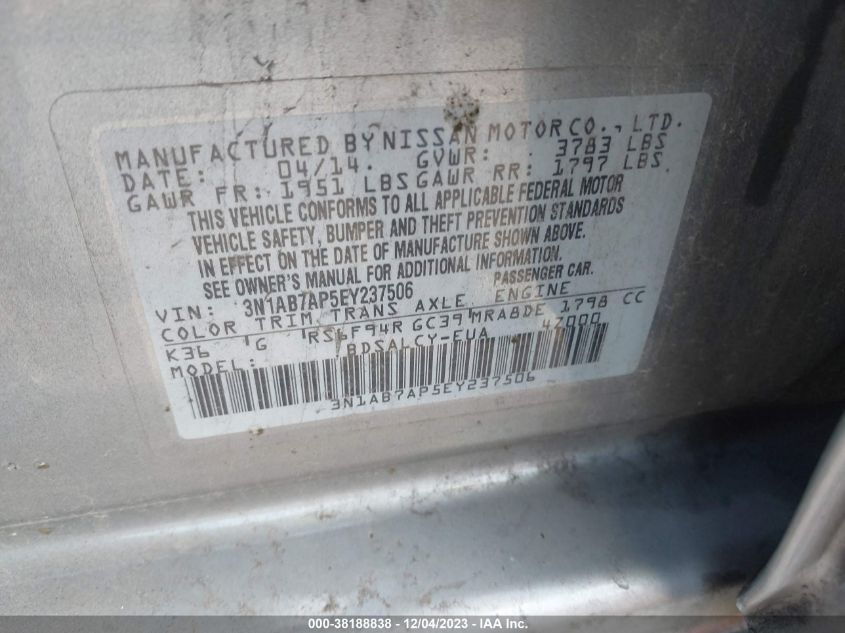 MANUFACTURED BY NISSAN MOTOR CO., LTD.
DATE: 04/14. GVWR: 3783 LBS
GAWR FR: 1951 LBS GAWR RR: 1797 LBS
THIS VEHICLE CONFORMS TO ALL APPLICABLE FEDERAL MOTOR
VEHICLE SAFETY, BUMPER AND THEFT PREVENTION STANDARDS
IN EFFECT ON THE DATE OF MANUFACTURE SHOWN ABOVE.
SEE OWNER'S MANUAL FOR ADDITIONAL INFORMATION.
VIN: 3N1AB7AP5EY237506 PASSENGER CAR.
COLOR TRIM TRANS AXLE ENGINE
K36 G RS6F94R GC39 MRA8DE 1798 CC
MODEL: BDSALCY-EUA 47000
3N1AB7AP5EY237506
000-38188838 - 12/04/2023 - IAA Inc.